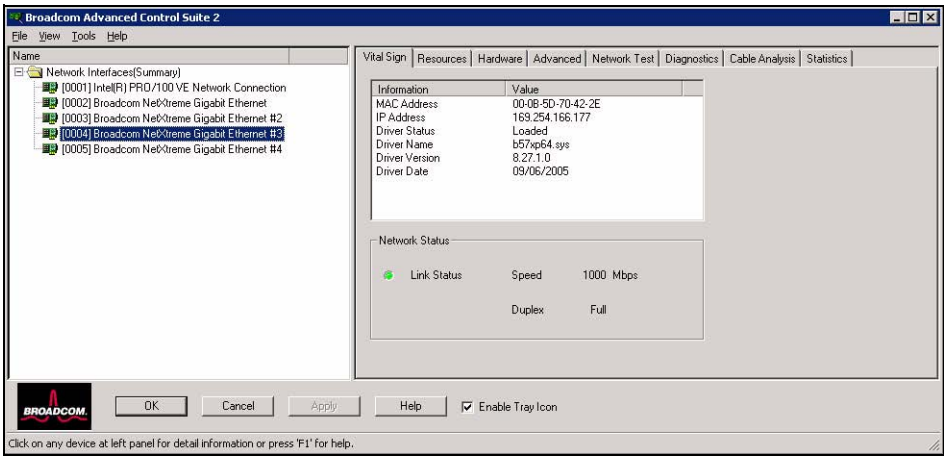 Broadcom Advanced Control Suite 2
File View Tools Help
Name
Network Interfaces(Summary)
[0001] Intel(R) PRO/100 VE Network Connection
[0002] Broadcom NetXtreme Gigabit Ethernet
[0003] Broadcom NetXtreme Gigabit Ethernet #2
[0004] Broadcom NetXtreme Gigabit Ethernet #3
[0005] Broadcom NetXtreme Gigabit Ethernet #4
Vital Sign Resources Hardware Advanced Network Test Diagnostics Cable Analysis Statistics
Information Value
MAC Address 00-0B-5D-70-42-2E
IP Address 169.254.166.177
Driver Status Loaded
Driver Name b57xp64.sys
Driver Version 8.27.1.0
Driver Date 09/06/2005
Network Status
Link Status Speed 1000 Mbps
Duplex Full
BROADCOM. OK Cancel Apply Help Enable Tray Icon
Click on any device at left panel for detail information or press 'F1' for help.